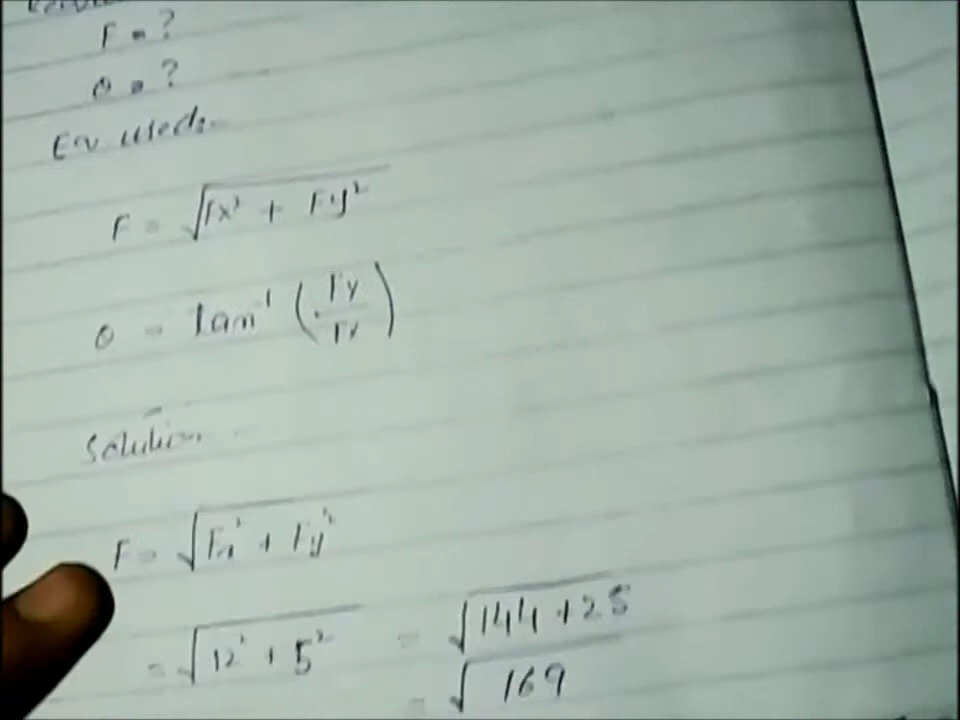 F = ?
θ = ?
Eq used:-
F = √Fx² + Fy²
θ = tan⁻¹ (Fy/Fx)
Solution
F = √Fx² + Fy²
= √12² + 5² = √144 + 25
= √169